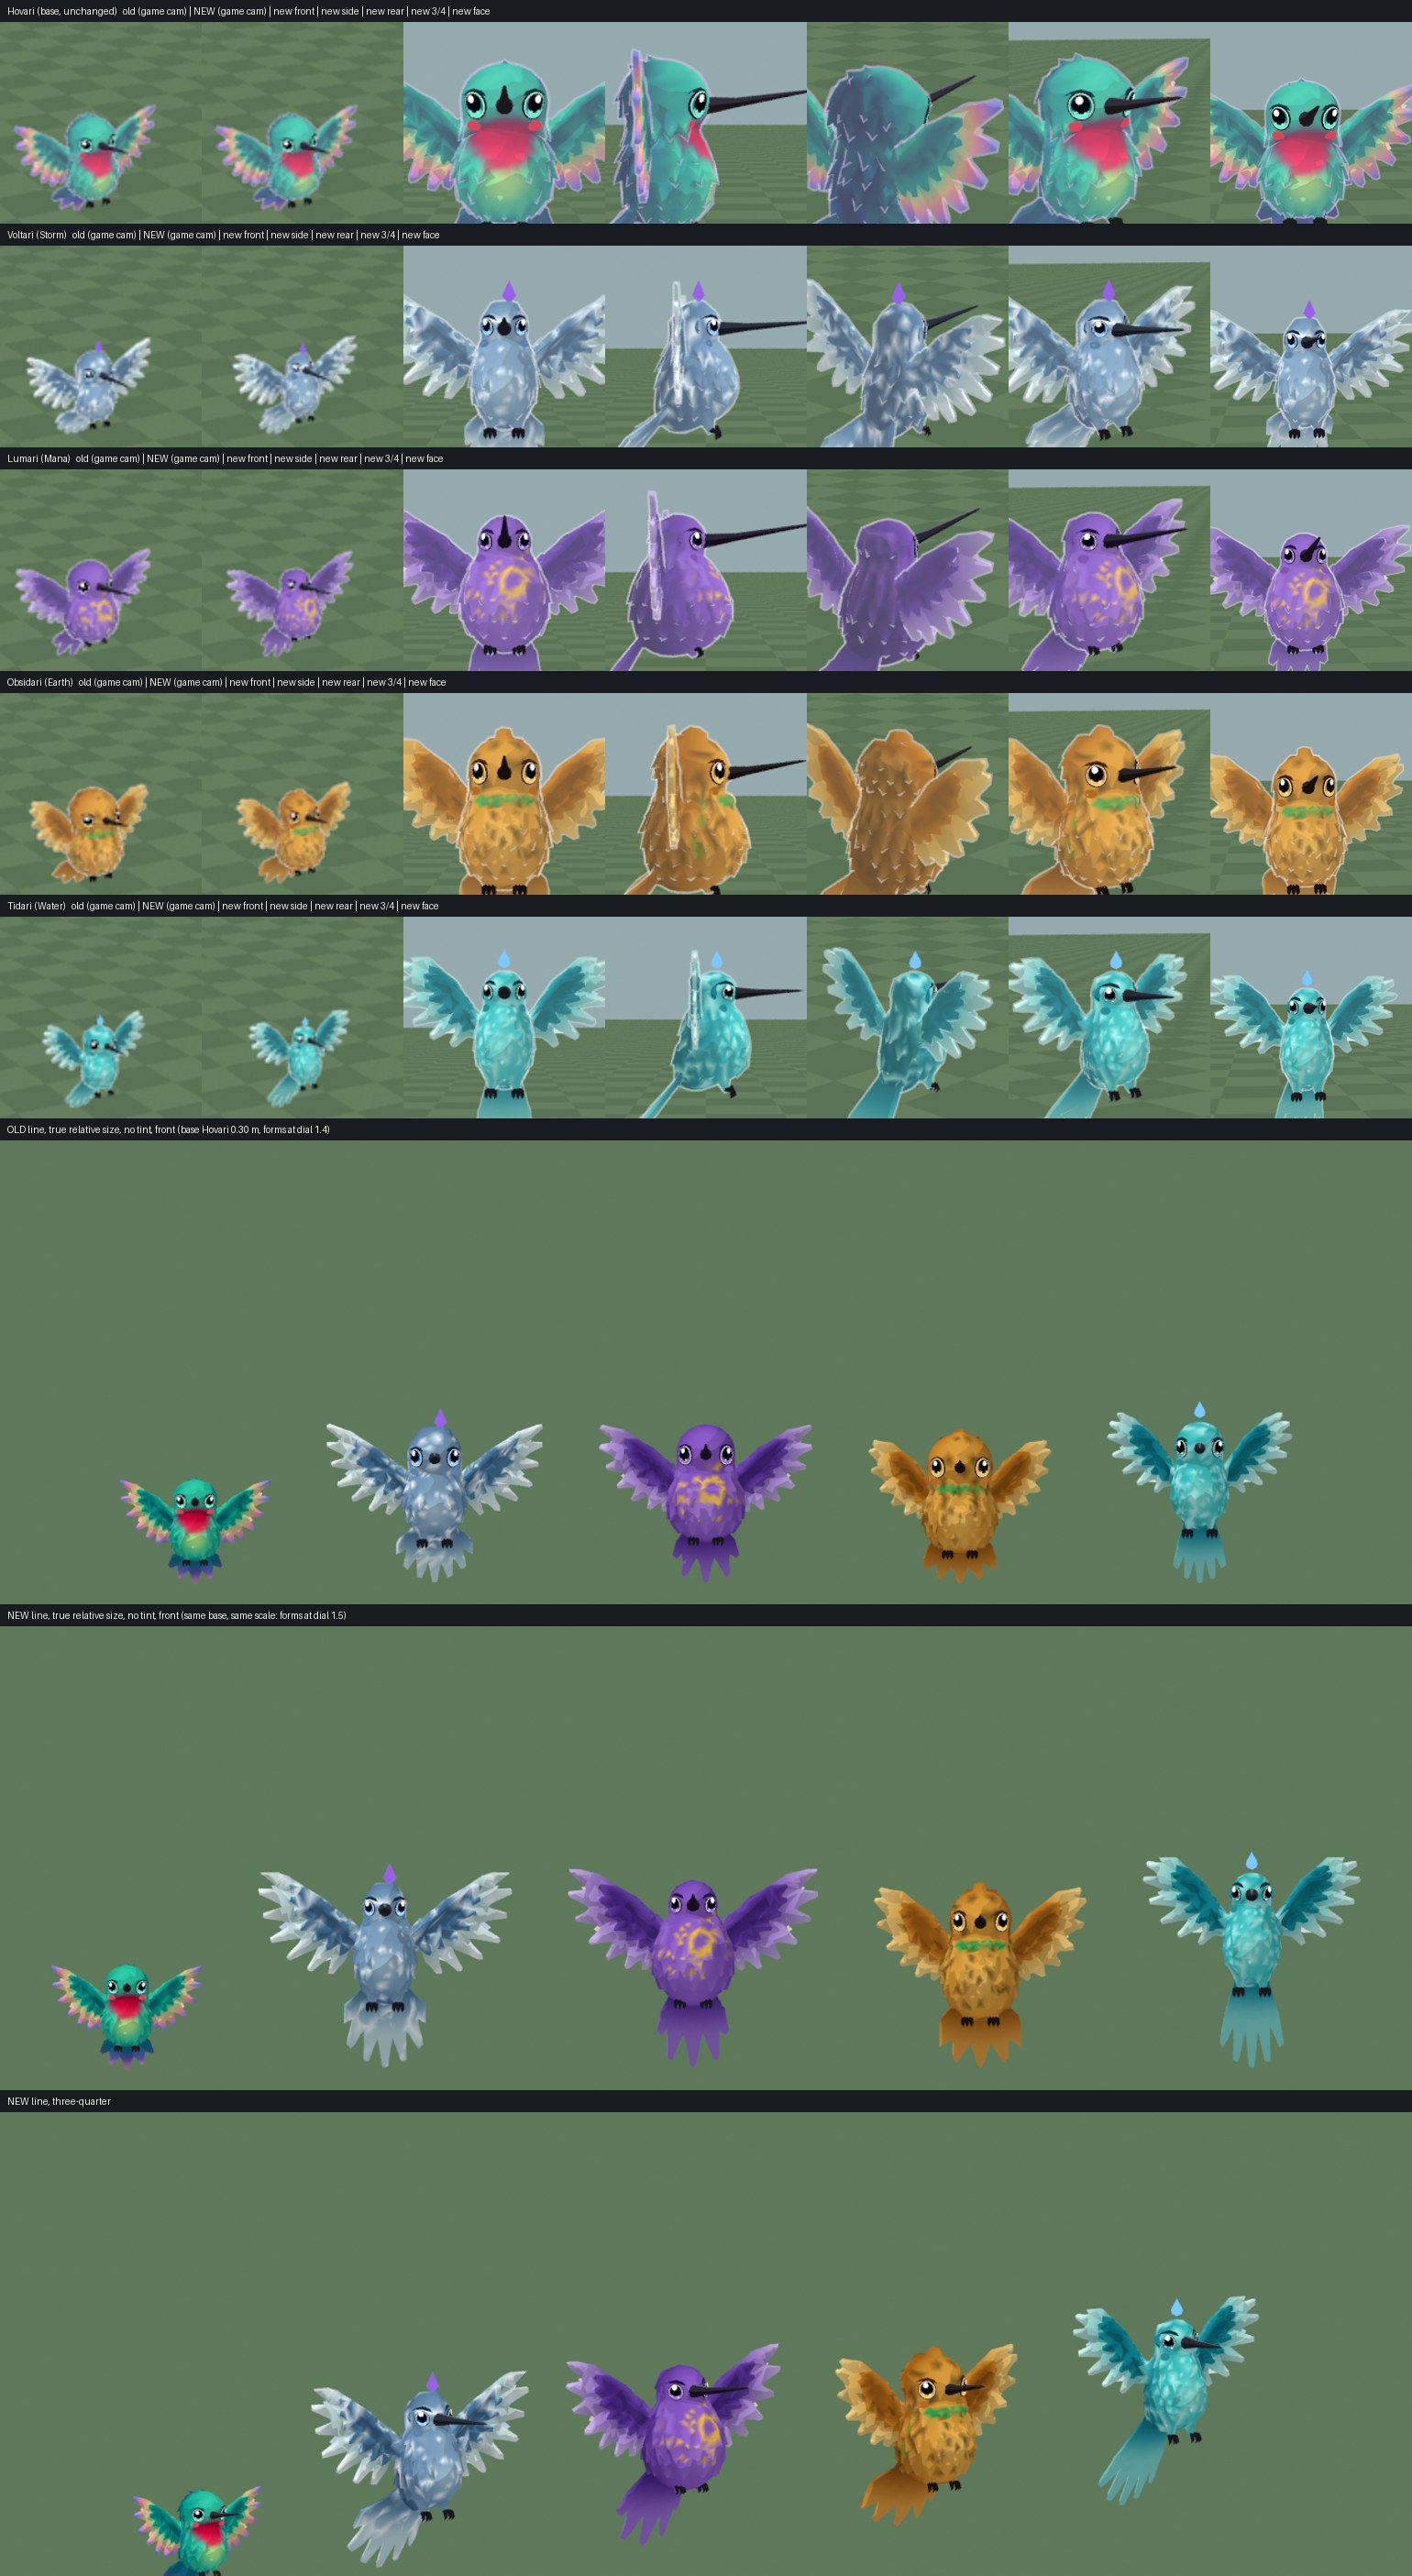 Hovari (base, unchanged) old (game cam) | NEW (game cam) | new front | new side | new rear | new 3/4 | new face
Voltari (Storm) old (game cam) | NEW (game cam) | new front | new side | new rear | new 3/4 | new face
Lumari (Mana) old (game cam) | NEW (game cam) | new front | new side | new rear | new 3/4 | new face
Obsidari (Earth) old (game cam) | NEW (game cam) | new front | new side | new rear | new 3/4 | new face
Tidari (Water) old (game cam) | NEW (game cam) | new front | new side | new rear | new 3/4 | new face
OLD line, true relative size, no tint, front (base Hovari 0.30 m, forms at dial 1.4)
NEW line, true relative size, no tint, front (same base, same scale: forms at dial 1.5)
NEW line, three-quarter